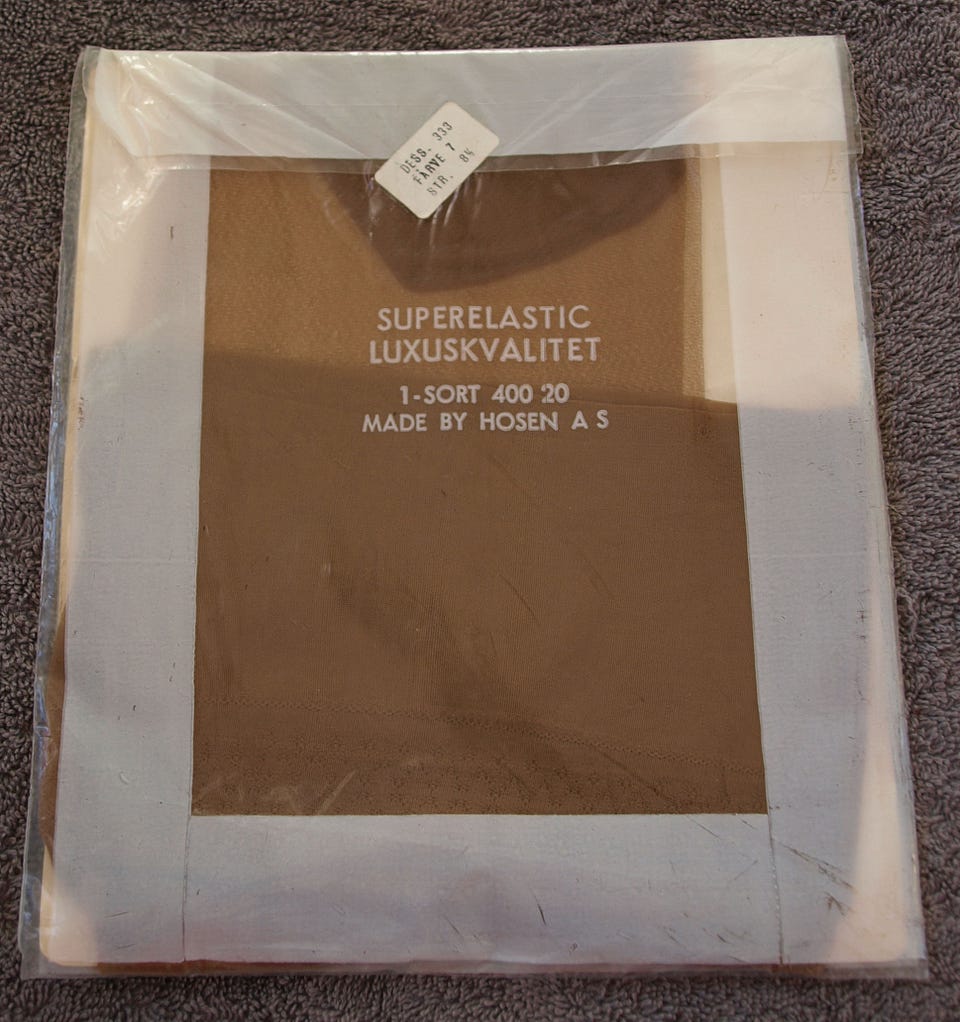 DESS. 333
FARVE 7
STR. 8½
SUPERELASTIC
LUXUSKVALITET
1-SORT 400 20
MADE BY HOSEN A S